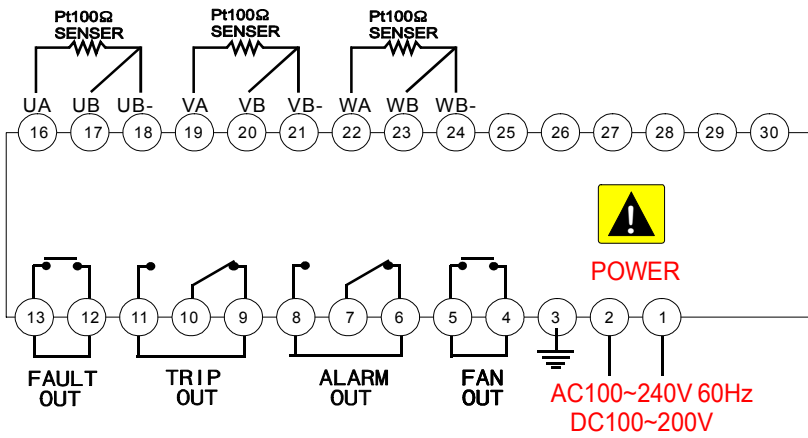 Pt100Ω Pt100Ω Pt100Ω
SENSER SENSER SENSER
UA UB UB- VA VB VB- WA WB WB-
16 17 18 19 20 21 22 23 24 25 26 27 28 29 30
!
POWER
13 12 11 10 9 8 7 6 5 4 3 2 1
FAULT OUT
TRIP OUT
ALARM OUT
FAN OUT
AC100~240V 60Hz
DC100~200V